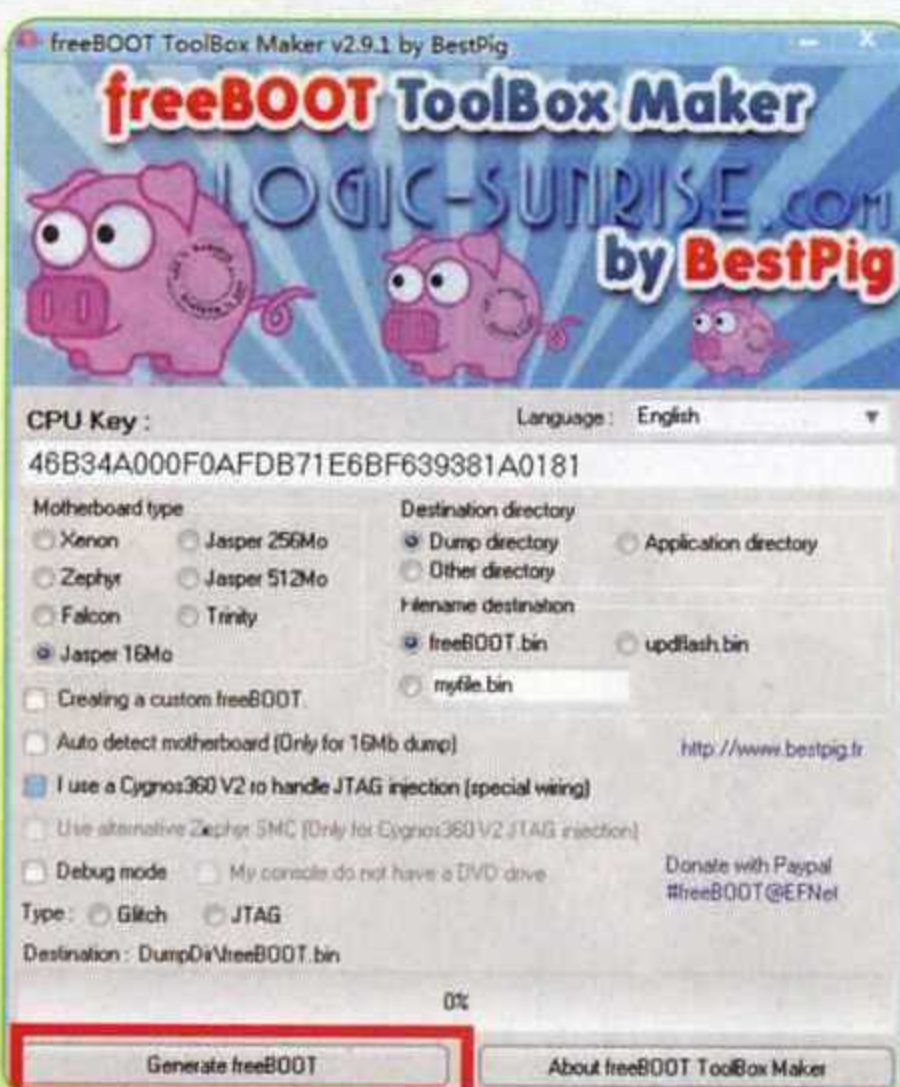 freeBOOT ToolBox Maker v2.9.1 by BestPig
freeBOOT ToolBox Maker
LOGIC-SUNRISE.COM
by BestPig
CPU Key :
Language : English
46B34A000F0AFDB71E6BF639381A0181
Motherboard type
Xenon
Jasper 256Mo
Zephyr
Jasper 512Mo
Falcon
Trinity
Jasper 16Mo
Destination directory
Dump directory
Application directory
Other directory
Filename destination
freeBOOT.bin
updflash.bin
myfile.bin
Creating a custom freeBOOT.
Auto detect motherboard (Only for 16Mb dump)
http://www.bestpig.fr
I use a Cygnos360 V2 to handle JTAG injection (special wiring)
Use alternative Zephyr SMC (Only for Cygnos360 V2 JTAG injection)
Debug mode
My console do not have a DVD drive
Donate with Paypal
#freeBOOT@EFNet
Type : Glitch JTAG
Destination : DumpDir\freeBOOT.bin
0%
Generate freeBOOT
About freeBOOT ToolBox Maker